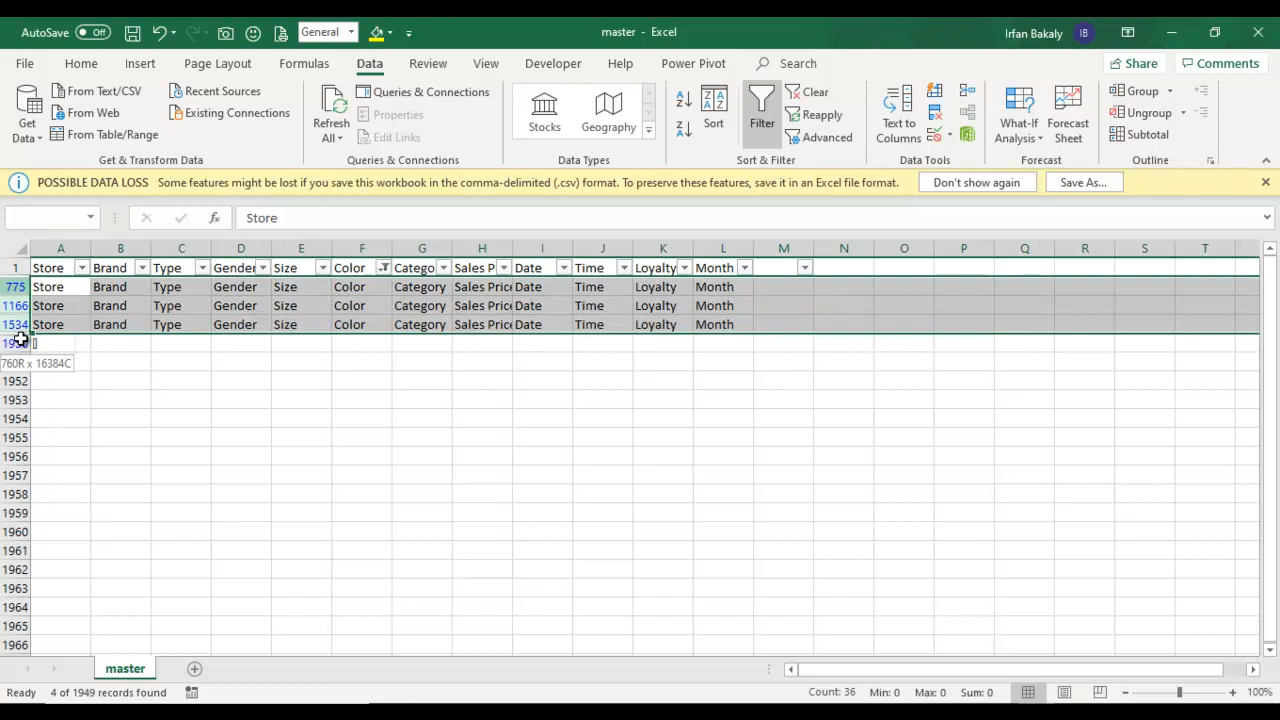 AutoSave Off General master - Excel Irfan Bakaly IB
File Home Insert Page Layout Formulas Data Review View Developer Help Power Pivot Search Share Comments
Get Data From Text/CSV From Web From Table/Range Recent Sources Existing Connections
Refresh All Queries & Connections Properties Edit Links
Stocks Geography
Sort Filter Clear Reapply Advanced
Text to Columns
What-If Analysis Forecast Sheet
Group Ungroup Subtotal
Get & Transform Data Queries & Connections Data Types Sort & Filter Data Tools Forecast Outline
POSSIBLE DATA LOSS Some features might be lost if you save this workbook in the comma-delimited (.csv) format. To preserve these features, save it in an Excel file format. Don't show again Save As...
fx Store
A B C D E F G H I J K L M N O P Q R S T
1 Store Brand Type Gender Size Color Catego Sales P Date Time Loyalty Month
775 Store Brand Type Gender Size Color Category Sales Price Date Time Loyalty Month
1166 Store Brand Type Gender Size Color Category Sales Price Date Time Loyalty Month
1534 Store Brand Type Gender Size Color Category Sales Price Date Time Loyalty Month
[]
760R x 16384C
1952
1953
1954
1955
1956
1957
1958
1959
1960
1961
1962
1963
1964
1965
1966
master
Ready 4 of 1949 records found Count: 36 Min: 0 Max: 0 Sum: 0 100%